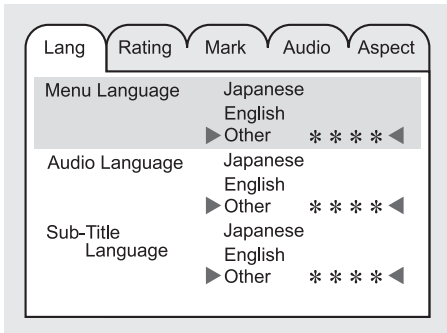 Lang Rating Mark Audio Aspect
Menu Language Japanese
English
Other ＊＊＊＊
Audio Language Japanese
English
Other ＊＊＊＊
Sub-Title Japanese
Language English
Other ＊＊＊＊